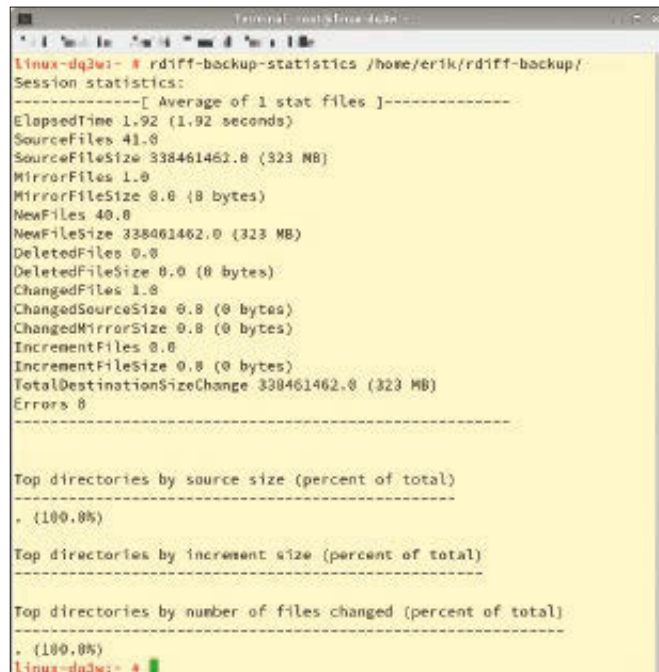 linux-dq3w:~ # rdiff-backup-statistics /home/erik/rdiff-backup/
Session statistics:
--------------[ Average of 1 stat files ]--------------
ElapsedTime 1.92 (1.92 seconds)
SourceFiles 41.0
SourceFileSize 338461462.0 (323 MB)
MirrorFiles 1.0
MirrorFileSize 0.0 (0 bytes)
NewFiles 40.0
NewFileSize 338461462.0 (323 MB)
DeletedFiles 0.0
DeletedFileSize 0.0 (0 bytes)
ChangedFiles 1.0
ChangedSourceSize 0.0 (0 bytes)
ChangedMirrorSize 0.0 (0 bytes)
IncrementFiles 0.0
IncrementFileSize 0.0 (0 bytes)
TotalDestinationSizeChange 338461462.0 (323 MB)
Errors 0
-------------------------------------------------------
Top directories by source size (percent of total)
-------------------------------------------------
. (100.0%)
Top directories by increment size (percent of total)
----------------------------------------------------
Top directories by number of files changed (percent of total)
-------------------------------------------------------------
. (100.0%)
linux-dq3w:~ #